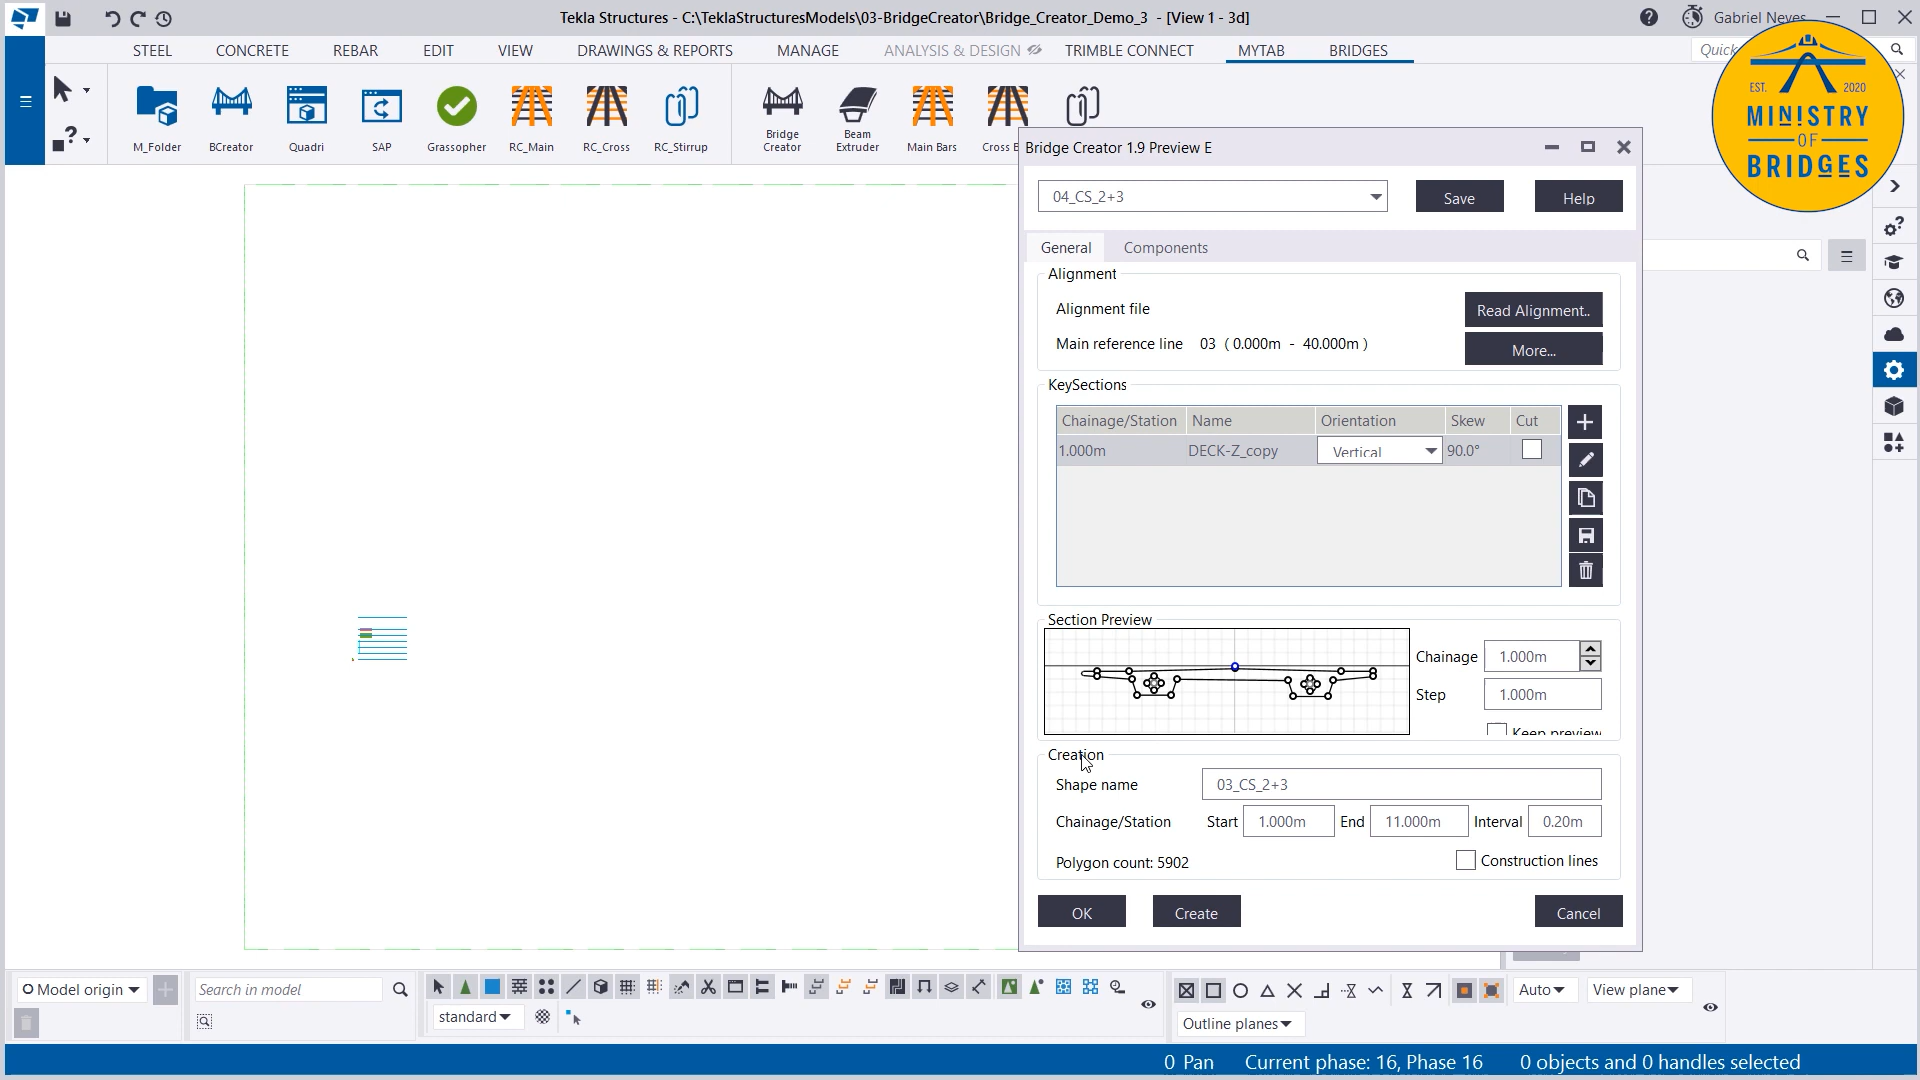 Tekla Structures - C:\TeklaStructuresModels\03-BridgeCreator\Bridge_Creator_Demo_3 - [View 1 - 3d]
Gabriel Neves
STEEL
CONCRETE
REBAR
EDIT
VIEW
DRAWINGS & REPORTS
MANAGE
ANALYSIS & DESIGN
TRIMBLE CONNECT
MYTAB
BRIDGES
Quick
EST. 2020
MINISTRY
OF
BRIDGES
M_Folder
BCreator
Quadri
SAP
Grassopher
RC_Main
RC_Cross
RC_Stirrup
Bridge
Creator
Beam
Extruder
Main Bars
Cross B
Bridge Creator 1.9 Preview E
04_CS_2+3
Save
Help
General
Components
Alignment
Alignment file
Read Alignment..
Main reference line 03 ( 0.000m - 40.000m )
More...
KeySections
Chainage/Station Name Orientation Skew Cut
1.000m DECK-Z_copy Vertical 90.0°
Section Preview
Chainage 1.000m
Step 1.000m
Keep preview
Creation
Shape name 03_CS_2+3
Chainage/Station Start 1.000m End 11.000m Interval 0.20m
Polygon count: 5902
Construction lines
OK
Create
Cancel
Model origin
Search in model
standard
Auto
View plane
Outline planes
0 Pan Current phase: 16, Phase 16 0 objects and 0 handles selected